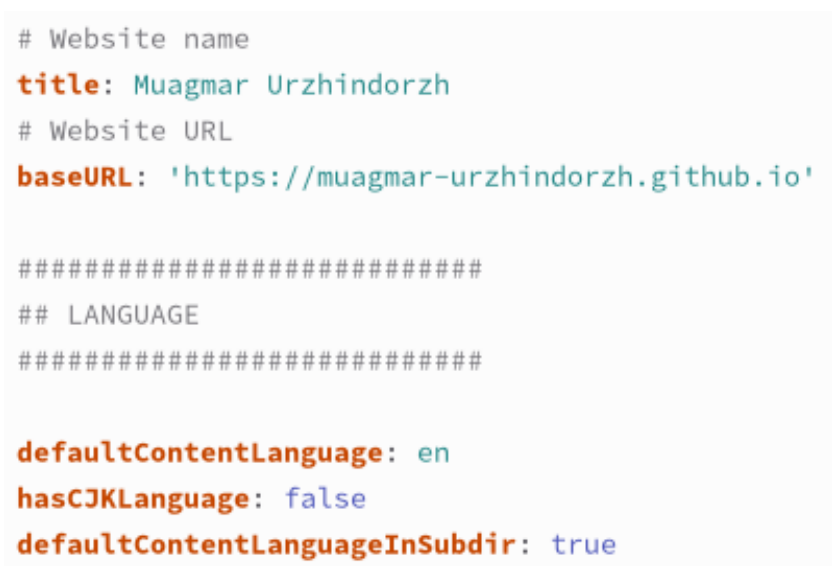 # Website name
title: Muagmar Urzhindorzh
# Website URL
baseURL: 'https://muagmar-urzhindorzh.github.io'
############################
## LANGUAGE
############################
defaultContentLanguage: en
hasCJKLanguage: false
defaultContentLanguageInSubdir: true